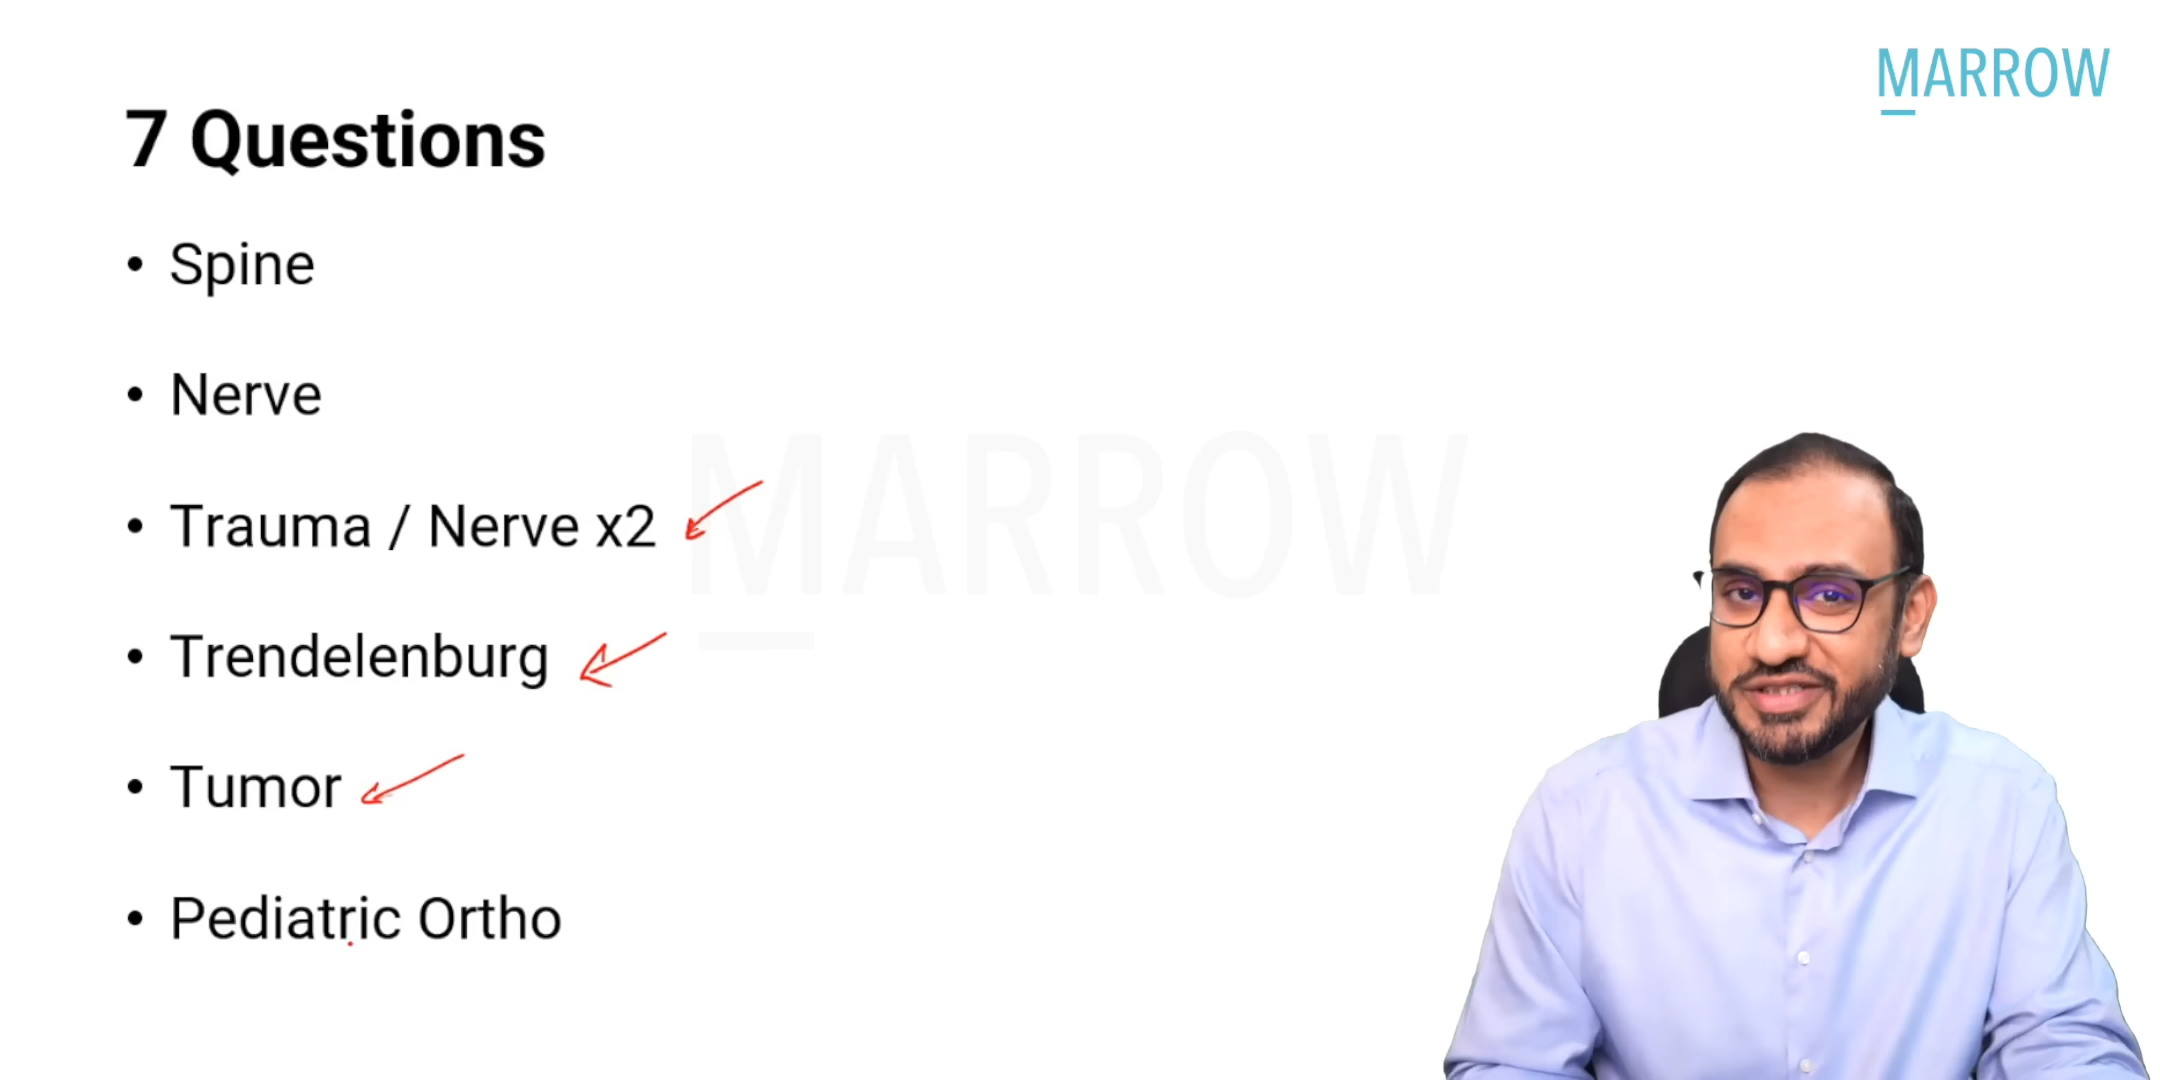 MARROW
7 Questions
• Spine
• Nerve
• Trauma / Nerve x2
• Trendelenburg
• Tumor
• Pediatric Ortho
MARROW